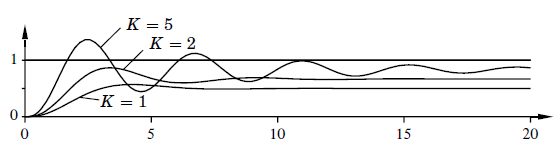 K = 5
K = 2
1
K = 1
0
0 5 10 15 20